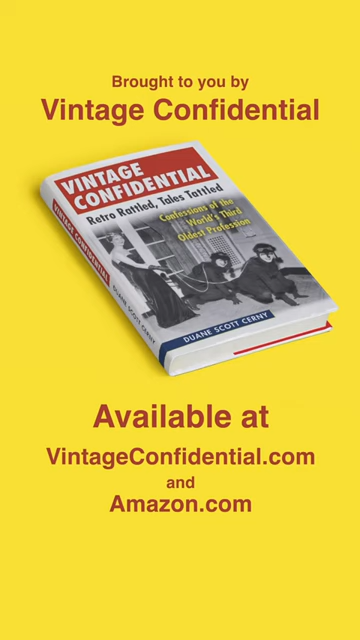 Brought to you by
Vintage Confidential
VINTAGE
CONFIDENTIAL
Retro Rattled, Tales Tattled
Confessions of the
World's Third
Oldest Profession
VINTAGE CONFIDENTIAL
DUANE SCOTT CERNY
DUANE SCOTT CERNY
Available at
VintageConfidential.com
and
Amazon.com